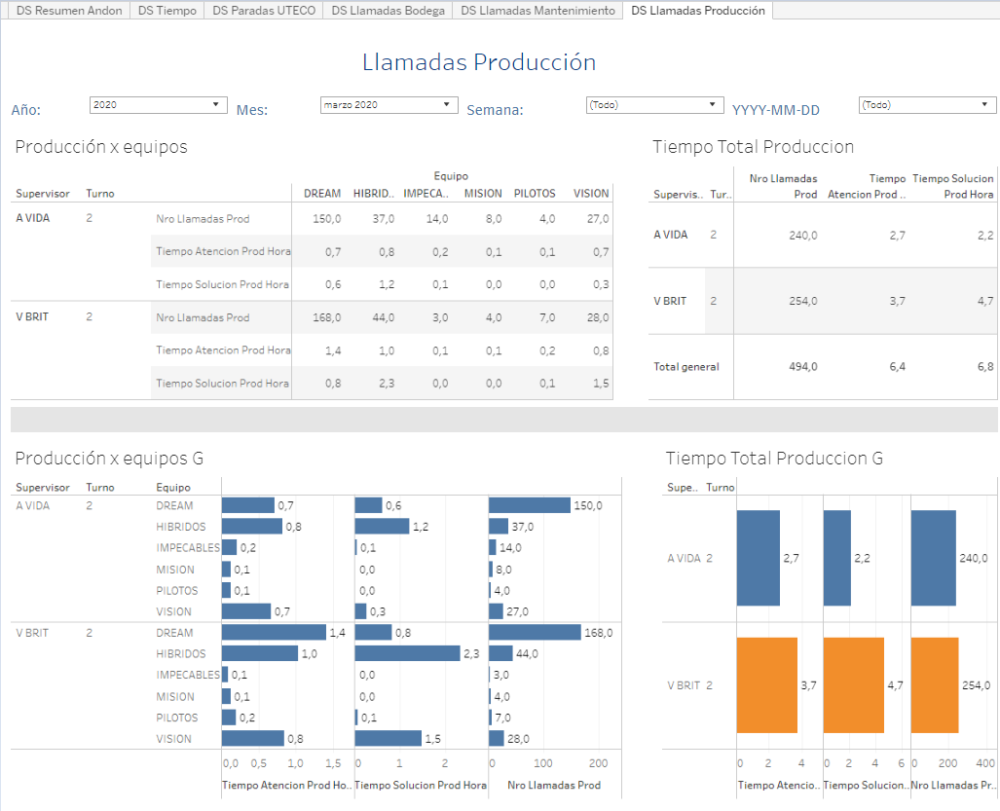 DS Resumen Andon DS Tiempo DS Paradas UTECO DS Llamadas Bodega DS Llamadas Mantenimiento DS Llamadas Producción
Llamadas Producción
Año: 2020 Mes: marzo 2020 Semana: (Todo) YYYY-MM-DD (Todo)
Producción x equipos
Equipo
Supervisor Turno DREAM HIBRID.. IMPECA.. MISION PILOTOS VISION
A VIDA 2 Nro Llamadas Prod 150,0 37,0 14,0 8,0 4,0 27,0
Tiempo Atencion Prod Hora 0,7 0,8 0,2 0,1 0,1 0,7
Tiempo Solucion Prod Hora 0,6 1,2 0,1 0,0 0,0 0,3
V BRIT 2 Nro Llamadas Prod 168,0 44,0 3,0 4,0 7,0 28,0
Tiempo Atencion Prod Hora 1,4 1,0 0,1 0,1 0,2 0,8
Tiempo Solucion Prod Hora 0,8 2,3 0,0 0,0 0,1 1,5
Tiempo Total Produccion
Nro Llamadas Tiempo Tiempo Solucion
Supervis.. Tur.. Prod Atencion Prod .. Prod Hora
A VIDA 2 240,0 2,7 2,2
V BRIT 2 254,0 3,7 4,7
Total general 494,0 6,4 6,8
Producción x equipos G
Supervisor Turno Equipo
A VIDA 2 DREAM 0,7 0,6 150,0
HIBRIDOS 0,8 1,2 37,0
IMPECABLES 0,2 0,1 14,0
MISION 0,1 0,0 8,0
PILOTOS 0,1 0,0 4,0
VISION 0,7 0,3 27,0
V BRIT 2 DREAM 1,4 0,8 168,0
HIBRIDOS 1,0 2,3 44,0
IMPECABLES 0,1 0,0 3,0
MISION 0,1 0,0 4,0
PILOTOS 0,2 0,1 7,0
VISION 0,8 1,5 28,0
0,0 0,5 1,0 1,5 0 1 2 0 100 200
Tiempo Atencion Prod Ho.. Tiempo Solucion Prod Hora Nro Llamadas Prod
Tiempo Total Produccion G
Supe.. Turno
A VIDA 2 2,7 2,2 240,0
V BRIT 2 3,7 4,7 254,0
0 2 4 0 2 4 6 0 200 400
Tiempo Atencio.. Tiempo Solucion.. Nro Llamadas Pr..